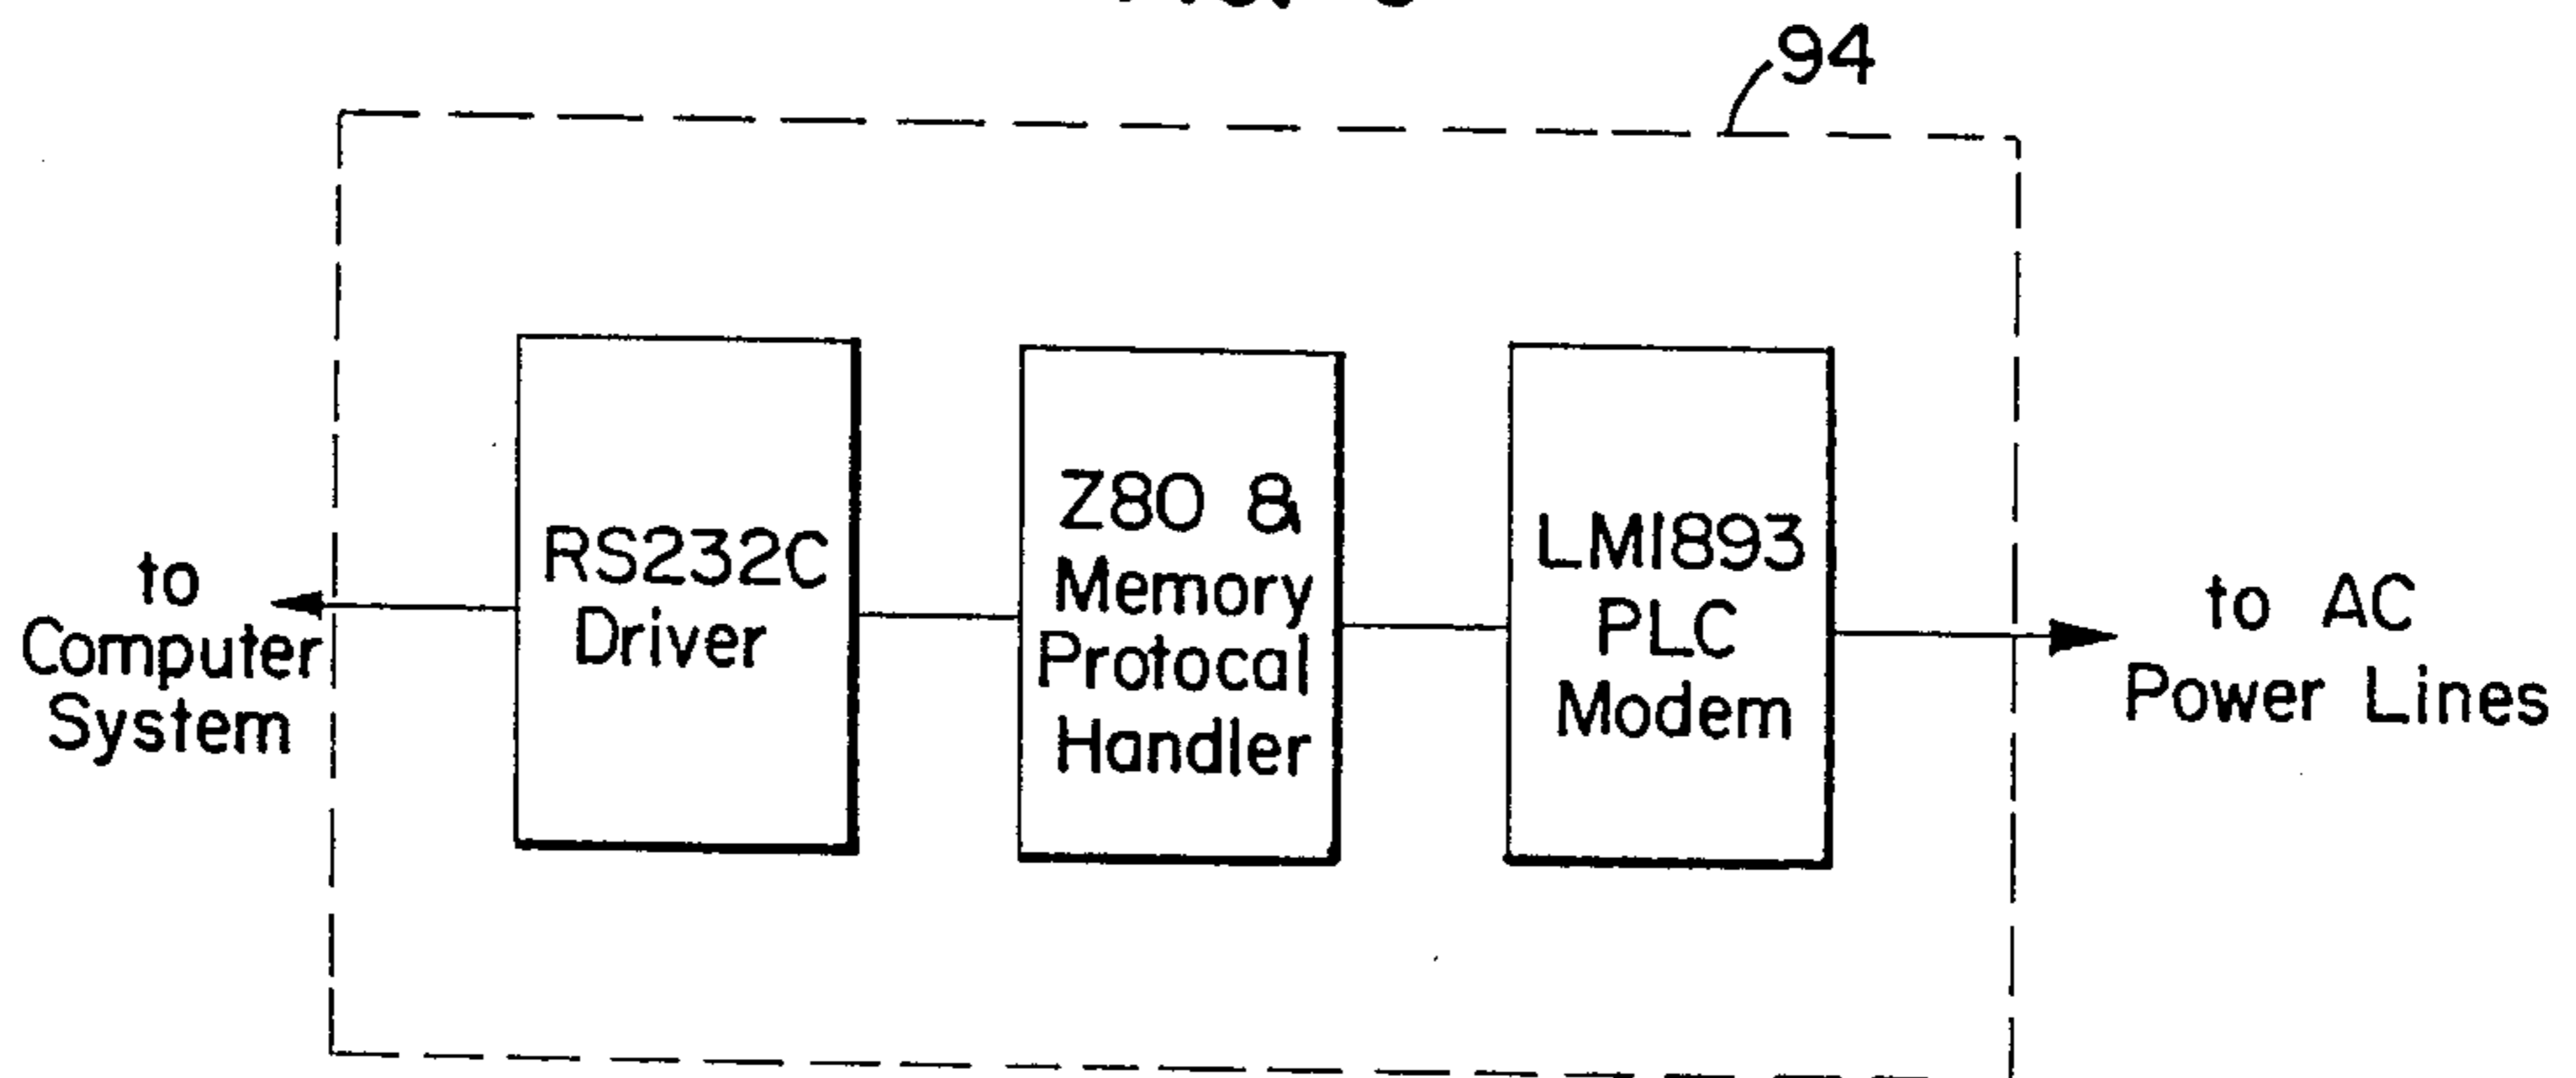 94
to
Computer
System
RS232C
Driver
Z80 &
Memory
Protocal
Handler
LM1893
PLC
Modem
to AC
Power Lines